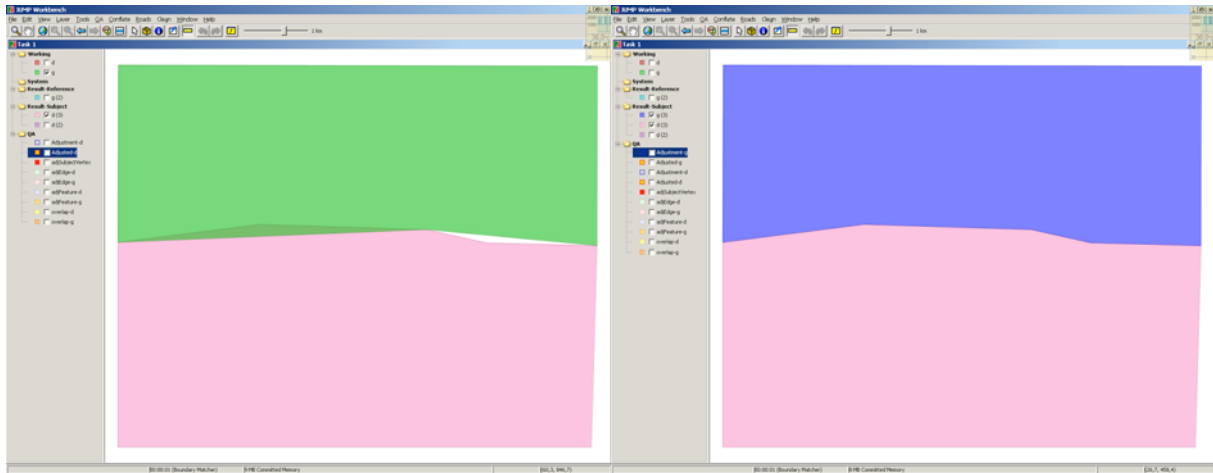 JUMP Workbench
File Edit View Layer Tools QA Conflate Roads Clean Window Help
1 km
Task 1
Working
d
g
System
Result-Reference
g (2)
Result-Subject
d (3)
d (2)
QA
Adjustment-d
Adjusted-d
adjSubjectVertex
adjEdge-d
adjEdge-g
adjFeature-d
adjFeature-g
overlap-d
overlap-g
00:00:01 (Boundary Matcher)
9 MB Committed Memory
JUMP Workbench
File Edit View Layer Tools QA Conflate Roads Clean Window Help
1 km
Task 1
Working
d
g
System
Result-Reference
g (2)
Result-Subject
g (3)
d (3)
d (2)
QA
Adjustment-g
Adjusted-g
Adjustment-d
Adjusted-d
adjSubjectVertex
adjEdge-d
adjEdge-g
adjFeature-d
adjFeature-g
overlap-d
overlap-g
00:00:01 (Boundary Matcher)
8 MB Committed Memory